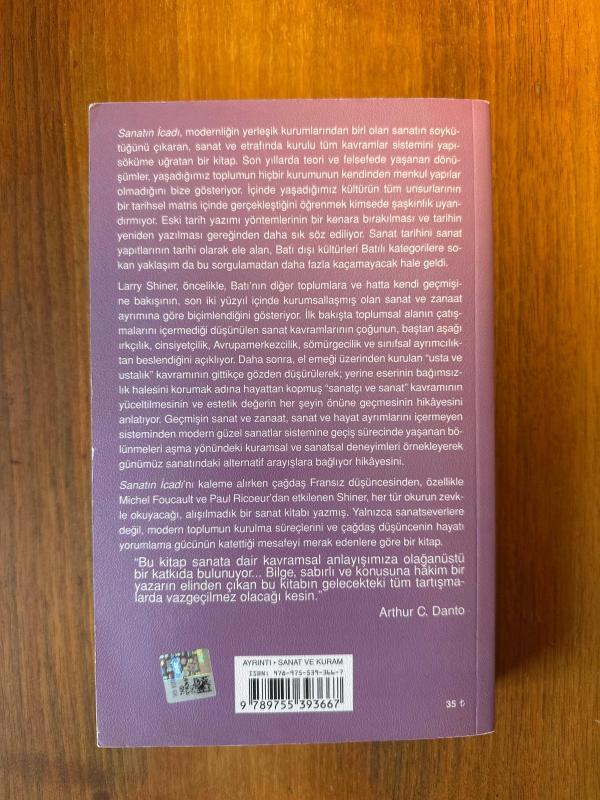 Sanatın İcadı, modernliğin yerleşik kurumlarından biri olan sanatın soykü-
tüğünü çıkaran, sanat ve etrafında kurulu tüm kavramlar sistemini yapı-
söküme uğratan bir kitap. Son yıllarda teori ve felsefede yaşanan dönü-
şümler, yaşadığımız toplumun hiçbir kurumunun kendinden menkul yapılar
olmadığını bize gösteriyor. İçinde yaşadığımız kültürün tüm unsurlarının
bir tarihsel matris içinde gerçekleştiğini öğrenmek kimsede şaşkınlık uyan-
dırmıyor. Eski tarih yazımı yöntemlerinin bir kenara bırakılması ve tarihin
yeniden yazılması gereğinden daha sık söz ediliyor. Sanat tarihini sanat
yapıtlarının tarihi olarak ele alan, Batı dışı kültürleri Batılı kategorilere so-
kan yaklaşım da bu sorgulamadan daha fazla kaçamayacak hale geldi.
Larry Shiner, öncelikle, Batı'nın diğer toplumlara ve hatta kendi geçmişi-
ne bakışının, son iki yüzyıl içinde kurumsallaşmış olan sanat ve zanaat
ayrımına göre biçimlendiğini gösteriyor. İlk bakışta toplumsal alanın çatış-
malarını içermediği düşünülen sanat kavramlarının çoğunun, baştan aşağı
ırkçılık, cinsiyetçilik, Avrupamerkezcilik, sömürgecilik ve sınıfsal ayrımcılık-
tan beslendiğini açıklıyor. Daha sonra, el emeği üzerinden kurulan "usta ve
ustalık" kavramının gittikçe gözden düşürülerek; yerine eserinin bağımsız-
lık halesini korumak adına hayattan kopmuş "sanatçı ve sanat" kavramının
yüceltilmesinin ve estetik değerin her şeyin önüne geçmesinin hikâyesini
anlatıyor. Geçmişin sanat ve zanaat, sanat ve hayat ayrımlarını içermeyen
sisteminden modern güzel sanatlar sistemine geçiş sürecinde yaşanan bö-
lünmeleri aşma yönündeki kuramsal ve sanatsal deneyimleri örnekleyerek
günümüz sanatındaki alternatif arayışlara bağlıyor hikâyesini.
Sanatın İcadı'nı kaleme alırken çağdaş Fransız düşüncesinden, özellikle
Michel Foucault ve Paul Ricoeur'dan etkilenen Shiner, her tür okurun zevk-
le okuyacağı, alışılmadık bir sanat kitabı yazmış. Yalnızca sanatseverlere
değil, modern toplumun kurulma süreçlerini ve çağdaş düşüncenin hayatı
yorumlama gücünün katettiği mesafeyi merak edenlere göre bir kitap.
"Bu kitap sanata dair kavramsal anlayışımıza olağanüstü
bir katkıda bulunuyor... Bilge, sabırlı ve konusuna hâkim bir
yazarın elinden çıkan bu kitabın gelecekteki tüm tartışma-
larda vazgeçilmez olacağı kesin."
Arthur C. Danto
AYRINTI • SANAT VE KURAM
ISBN: 978-975-539-366-7
9 789755 393667
35 ₺